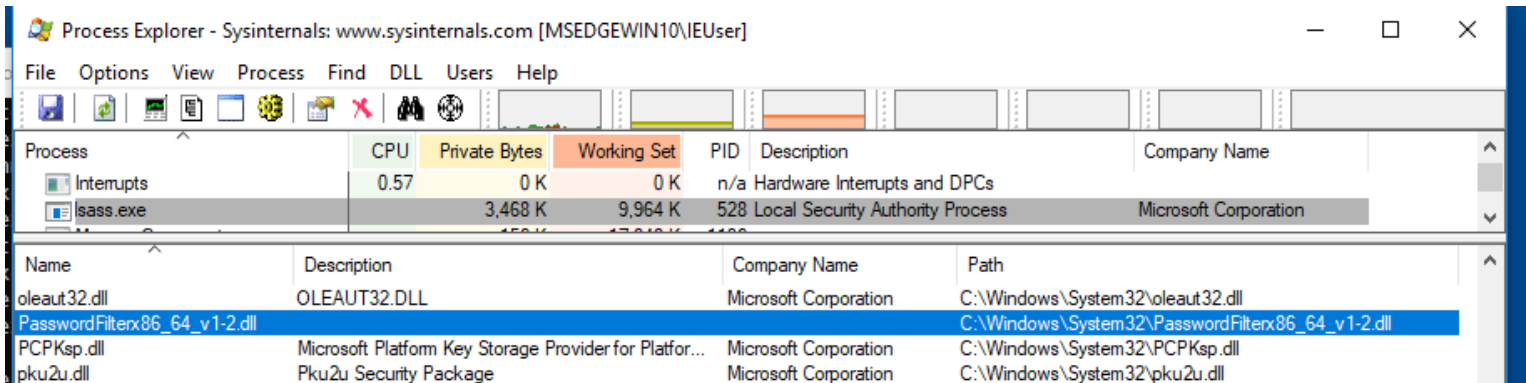 Process Explorer - Sysinternals: www.sysinternals.com [MSEDGEWIN10\IEUser]
File Options View Process Find DLL Users Help
Process CPU Private Bytes Working Set PID Description Company Name
Interrupts 0.57 0 K 0 K n/a Hardware Interrupts and DPCs
lsass.exe 3,468 K 9,964 K 528 Local Security Authority Process Microsoft Corporation
Name Description Company Name Path
oleaut32.dll OLEAUT32.DLL Microsoft Corporation C:\Windows\System32\oleaut32.dll
PasswordFilterx86_64_v1-2.dll C:\Windows\System32\PasswordFilterx86_64_v1-2.dll
PCPKsp.dll Microsoft Platform Key Storage Provider for Platfor... Microsoft Corporation C:\Windows\System32\PCPKsp.dll
pku2u.dll Pku2u Security Package Microsoft Corporation C:\Windows\System32\pku2u.dll